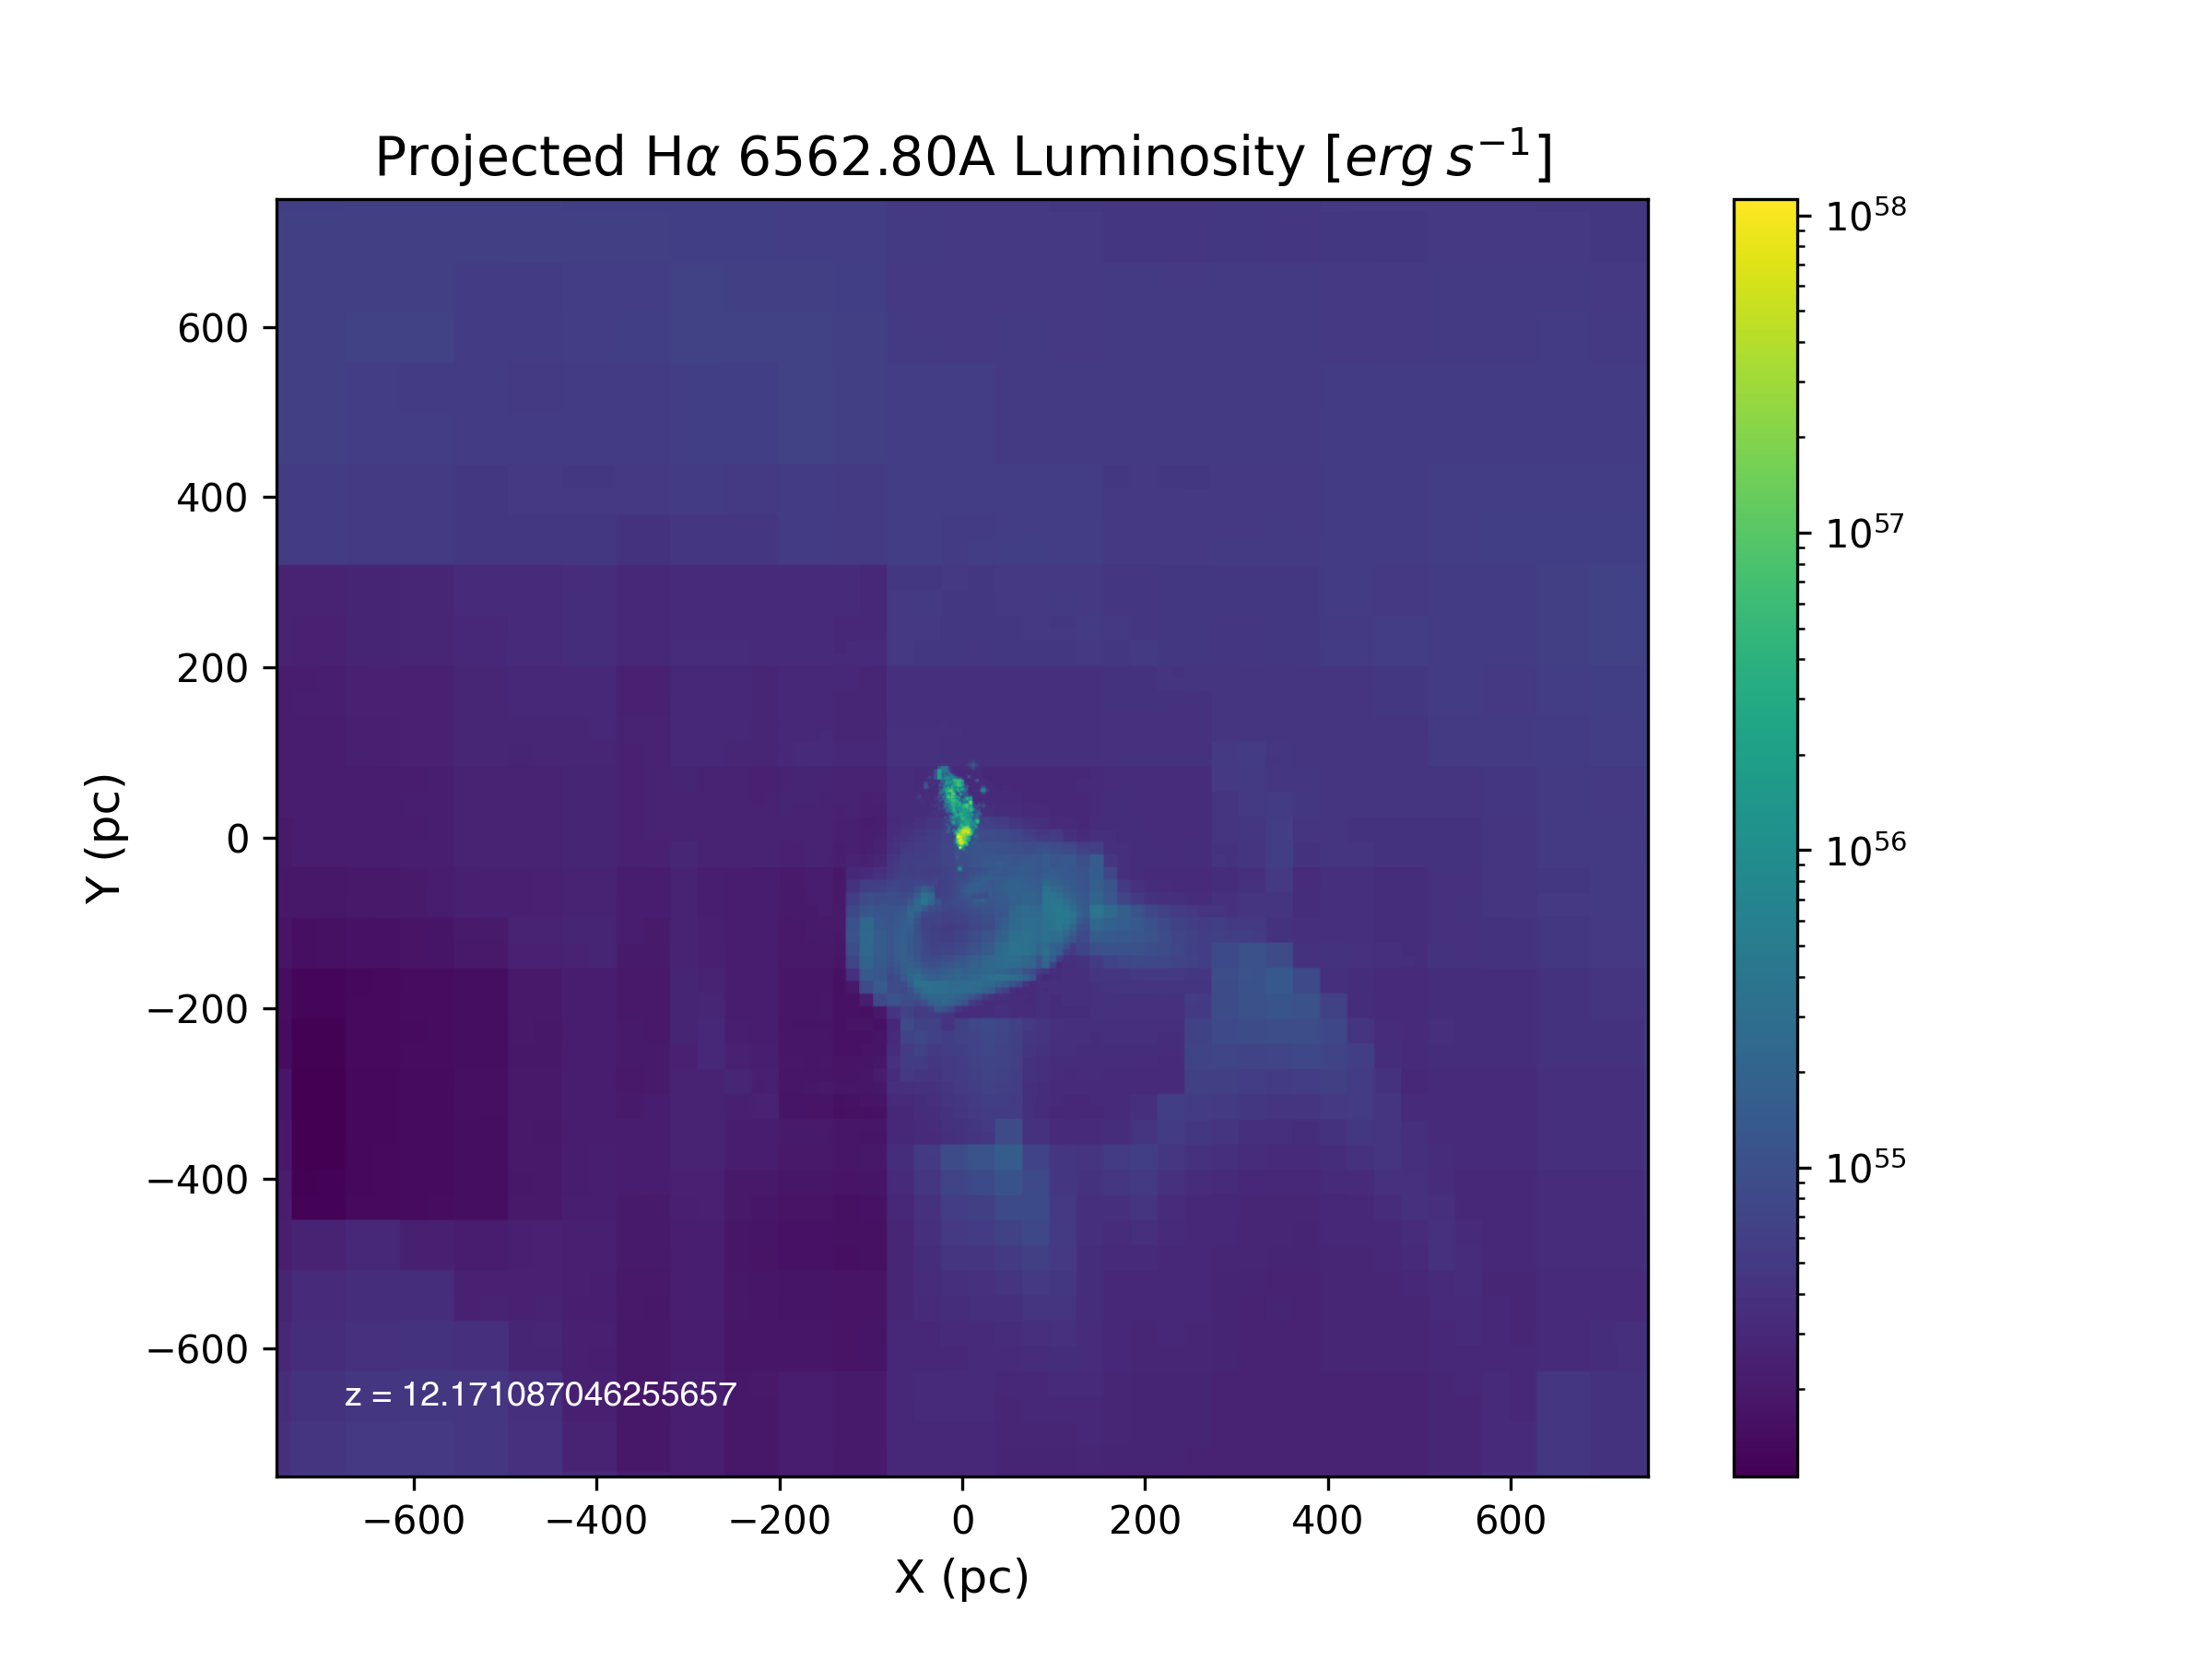 Projected Hα 6562.80A Luminosity [erg s⁻¹]
Y (pc)
600
400
200
0
−200
−400
−600
z = 12.171087046255657
−600 −400 −200 0 200 400 600
X (pc)
10⁵⁸
10⁵⁷
10⁵⁶
10⁵⁵